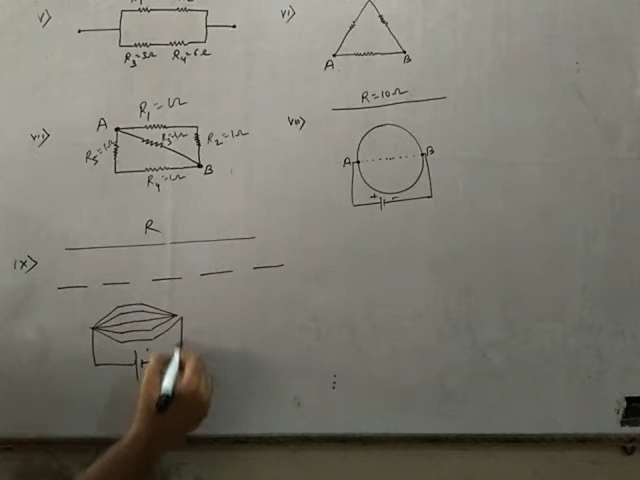 v)
R3=3Ω R4=6Ω
vi)
A B
vii)
R1=1Ω
A
R3=1Ω
R2=1Ω
R5=1Ω
B
R4=1Ω
viii)
R=10Ω
A B
+ -
ix)
R